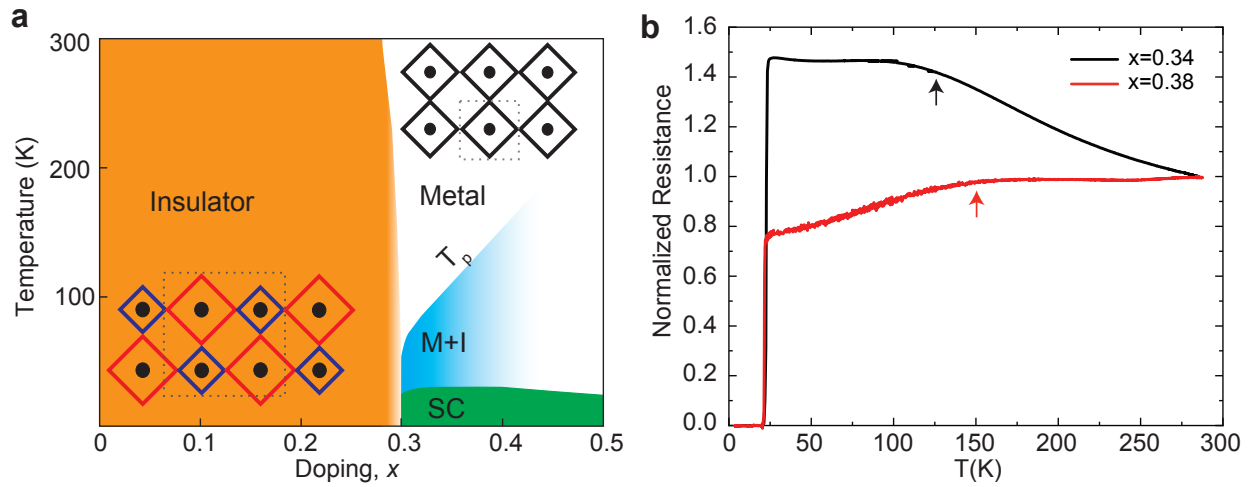 a
300
200
100
0
0.1
0.2
0.3
0.4
0.5
Temperature (K)
Doping, x
Insulator
Metal
T_p
M+I
SC
b
1.6
1.4
1.2
1.0
0.8
0.6
0.4
0.2
0.0
0
50
100
150
200
250
300
Normalized Resistance
T(K)
x=0.34
x=0.38